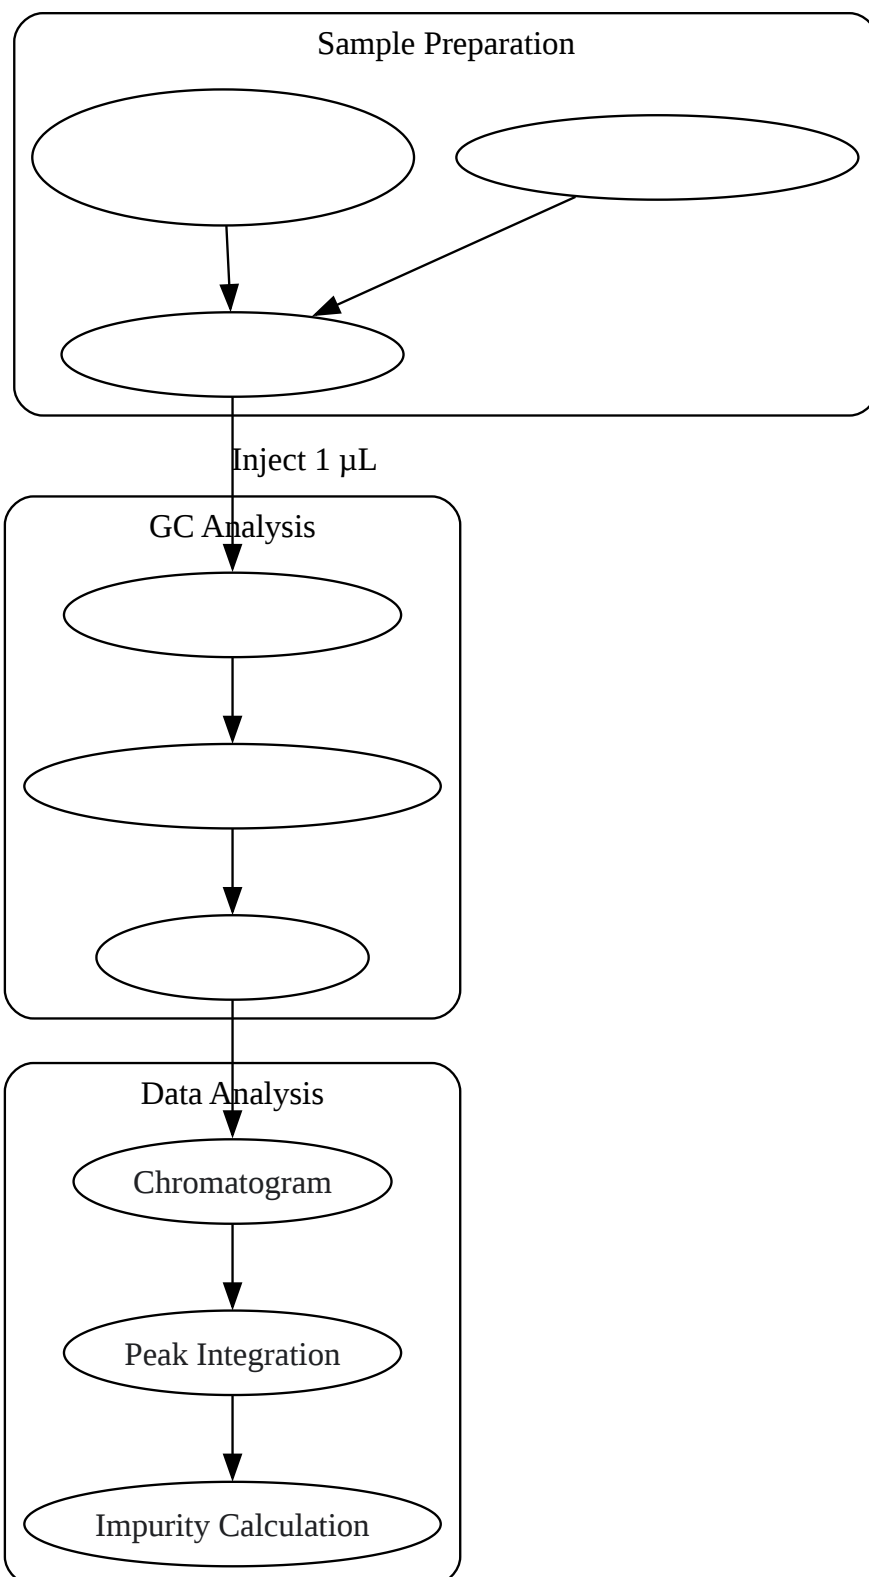 Sample Preparation
Inject 1 µL
GC Analysis
Data Analysis
Chromatogram
Peak Integration
Impurity Calculation